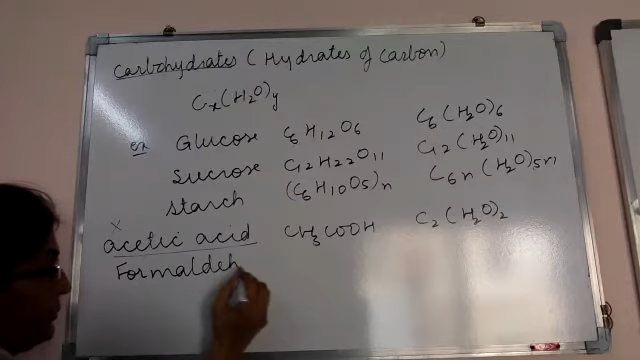 Carbohydrates ( Hydrates of Carbon)
Cx(H2O)y
ex Glucose C6H12O6 C6(H2O)6
Sucrose C12H22O11 C12(H2O)11
Starch (C6H10O5)n C6n(H2O)5n
x
acetic acid CH3COOH C2(H2O)2
Formaldeh